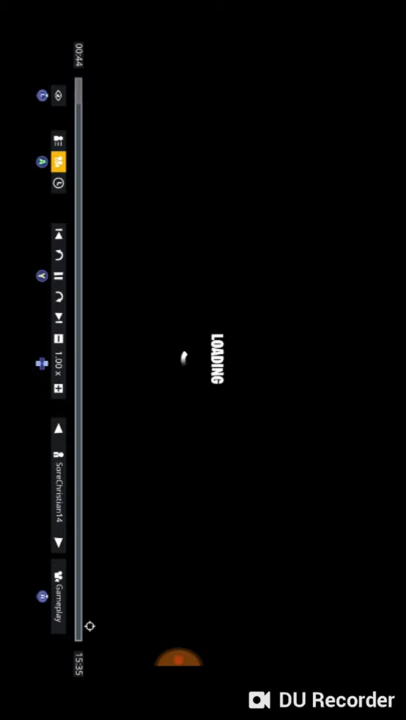 LOADING
00:44
15:35
L
A
Y
1.00 x
SoreChristian14
Gameplay
R
DU Recorder